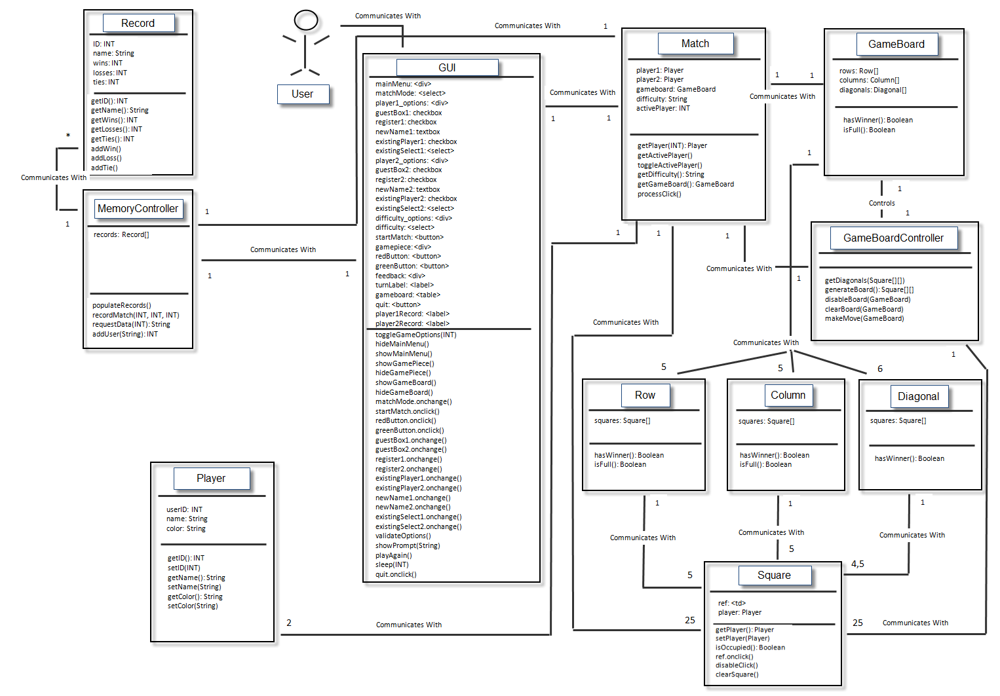 Record
ID: INT
name: String
wins: INT
losses: INT
ties: INT
getID(): INT
getName(): String
getWins(): INT
getLosses(): INT
getTies(): INT
addWin()
addLoss()
addTie()
*
Communicates With
1
MemoryController
records: Record[]
populateRecords()
recordMatch(INT, INT, INT)
requestData(INT): String
addUser(String): INT
1
Communicates With
1
1
User
Communicates With
Communicates With
1
GUI
mainMenu: <div>
matchMode: <select>
player1_options: <div>
guestBox1: checkbox
register1: checkbox
newName1: textbox
existingPlayer1: checkbox
existingSelect1: <select>
player2_options: <div>
guestBox2: checkbox
register2: checkbox
newName2: textbox
existingPlayer2: checkbox
existingSelect2: <select>
difficulty_options: <div>
difficulty: <select>
startMatch: <button>
gamepiece: <div>
redButton: <button>
greenButton: <button>
feedback: <div>
turnLabel: <label>
gameboard: <table>
quit: <button>
player1Record: <label>
player2Record: <label>
toggleGameOptions(INT)
hideMainMenu()
showMainMenu()
showGamePiece()
hideGamePiece()
showGameBoard()
hideGameBoard()
matchMode.onchange()
startMatch.onclick()
redButton.onclick()
greenButton.onclick()
guestBox1.onchange()
guestBox2.onchange()
register1.onchange()
register2.onchange()
existingPlayer1.onchange()
existingPlayer2.onchange()
newName1.onchange()
newName2.onchange()
existingSelect1.onchange()
existingSelect2.onchange()
validateOptions()
showPrompt(String)
playAgain()
sleep(INT)
quit.onclick()
Communicates With
1
1
Match
player1: Player
player2: Player
gameboard: GameBoard
difficulty: String
activePlayer: INT
getPlayer(INT): Player
getActivePlayer()
toggleActivePlayer()
getDifficulty(): String
getGameBoard(): GameBoard
processClick()
1
1
Communicates With
GameBoard
rows: Row[]
columns: Column[]
diagonals: Diagonal[]
hasWinner(): Boolean
isFull(): Boolean
1
1
Controls
1
GameBoardController
getDiagonals(Square[][])
generateBoard(): Square[][]
disableBoard(GameBoard)
clearBoard(GameBoard)
makeMove(GameBoard)
1
1
1
Communicates With
1
Communicates With
Communicates With
1
5
5
6
Row
squares: Square[]
hasWinner(): Boolean
isFull(): Boolean
Column
squares: Square[]
hasWinner(): Boolean
isFull(): Boolean
Diagonal
squares: Square[]
hasWinner(): Boolean
1
1
1
Communicates With
Communicates With
Communicates With
5
5
4,5
Square
ref: <td>
player: Player
getPlayer(): Player
setPlayer(Player)
isOccupied(): Boolean
ref.onclick()
disableClick()
clearSquare()
25
25
Communicates With
Player
userID: INT
name: String
color: String
getID(): INT
setID(INT)
getName(): String
setName(String)
getColor(): String
setColor(String)
2
Communicates With